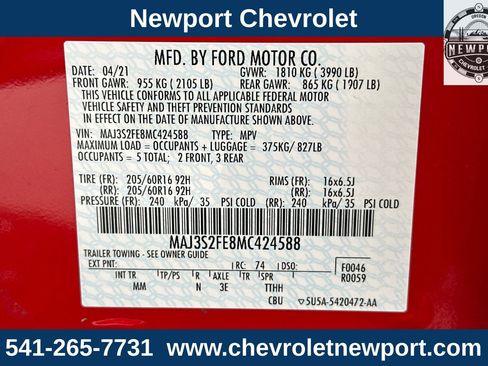 Newport Chevrolet
OREGON
NEWPORT
MFD. BY FORD MOTOR CO.
DATE: 04/21 GVWR: 1810 KG ( 3990 LB)
FRONT GAWR: 955 KG ( 2105 LB) REAR GAWR: 865 KG ( 1907 LB)
THIS VEHICLE CONFORMS TO ALL APPLICABLE FEDERAL MOTOR
VEHICLE SAFETY AND THEFT PREVENTION STANDARDS
IN EFFECT ON THE DATE OF MANUFACTURE SHOWN ABOVE.
VIN: MAJ3S2FE8MC424588 TYPE: MPV
MAXIMUM LOAD = OCCUPANTS + LUGGAGE = 375KG/ 827LB
OCCUPANTS = 5 TOTAL; 2 FRONT, 3 REAR
TIRE (FR): 205/60R16 92H RIMS (FR): 16x6.5J
(RR): 205/60R16 92H (RR): 16x6.5J
PRESSURE (FR): 240 kPa/ 35 PSI COLD (RR): 240 kPa/ 35 PSI COLD
MAJ3S2FE8MC424588
TRAILER TOWING - SEE OWNER GUIDE
EXT PNT: RC: 74 DSO: F0046
R0059
INT TR TP/PS R AXLE TR SPR
MM N 3E TTHH
CBU 5U5A-5420472-AA
541-265-7731 www.chevroletnewport.com